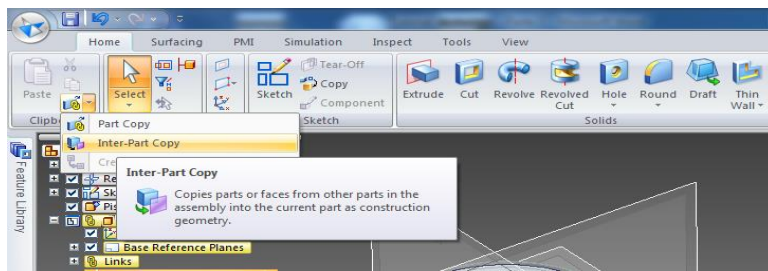 Home Surfacing PMI Simulation Inspect Tools View
Tear-Off
Copy
Component
Paste Select Sketch Extrude Cut Revolve Revolved Cut Hole Round Draft Thin Wall
Sketch Solids
Part Copy
Inter-Part Copy
Inter-Part Copy
Copies parts or faces from other parts in the
assembly into the current part as construction
geometry.
Feature Library
Base Reference Planes
Links